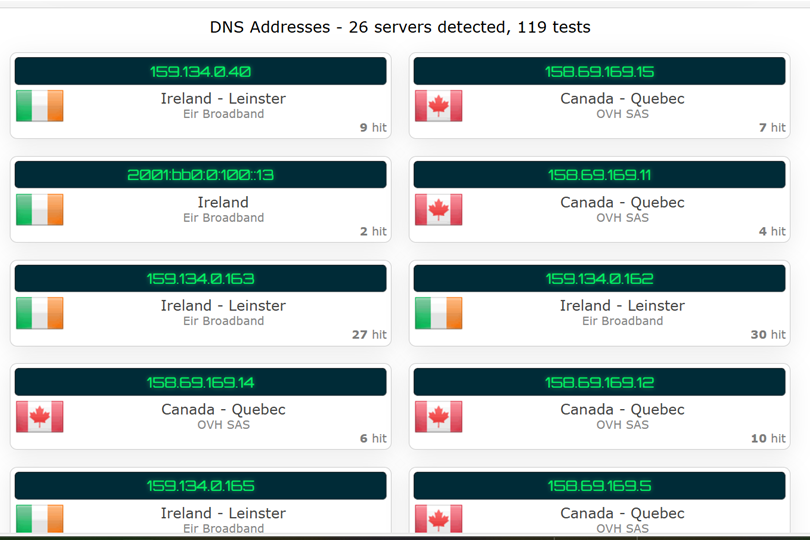 DNS Addresses - 26 servers detected, 119 tests
159.134.0.40
Ireland - Leinster
Eir Broadband
9 hit
158.69.169.15
Canada - Quebec
OVH SAS
7 hit
2001:bb0:0:100::13
Ireland
Eir Broadband
2 hit
158.69.169.11
Canada - Quebec
OVH SAS
4 hit
159.134.0.163
Ireland - Leinster
Eir Broadband
27 hit
159.134.0.162
Ireland - Leinster
Eir Broadband
30 hit
158.69.169.14
Canada - Quebec
OVH SAS
6 hit
158.69.169.12
Canada - Quebec
OVH SAS
10 hit
159.134.0.165
Ireland - Leinster
Eir Broadband
158.69.169.5
Canada - Quebec
OVH SAS